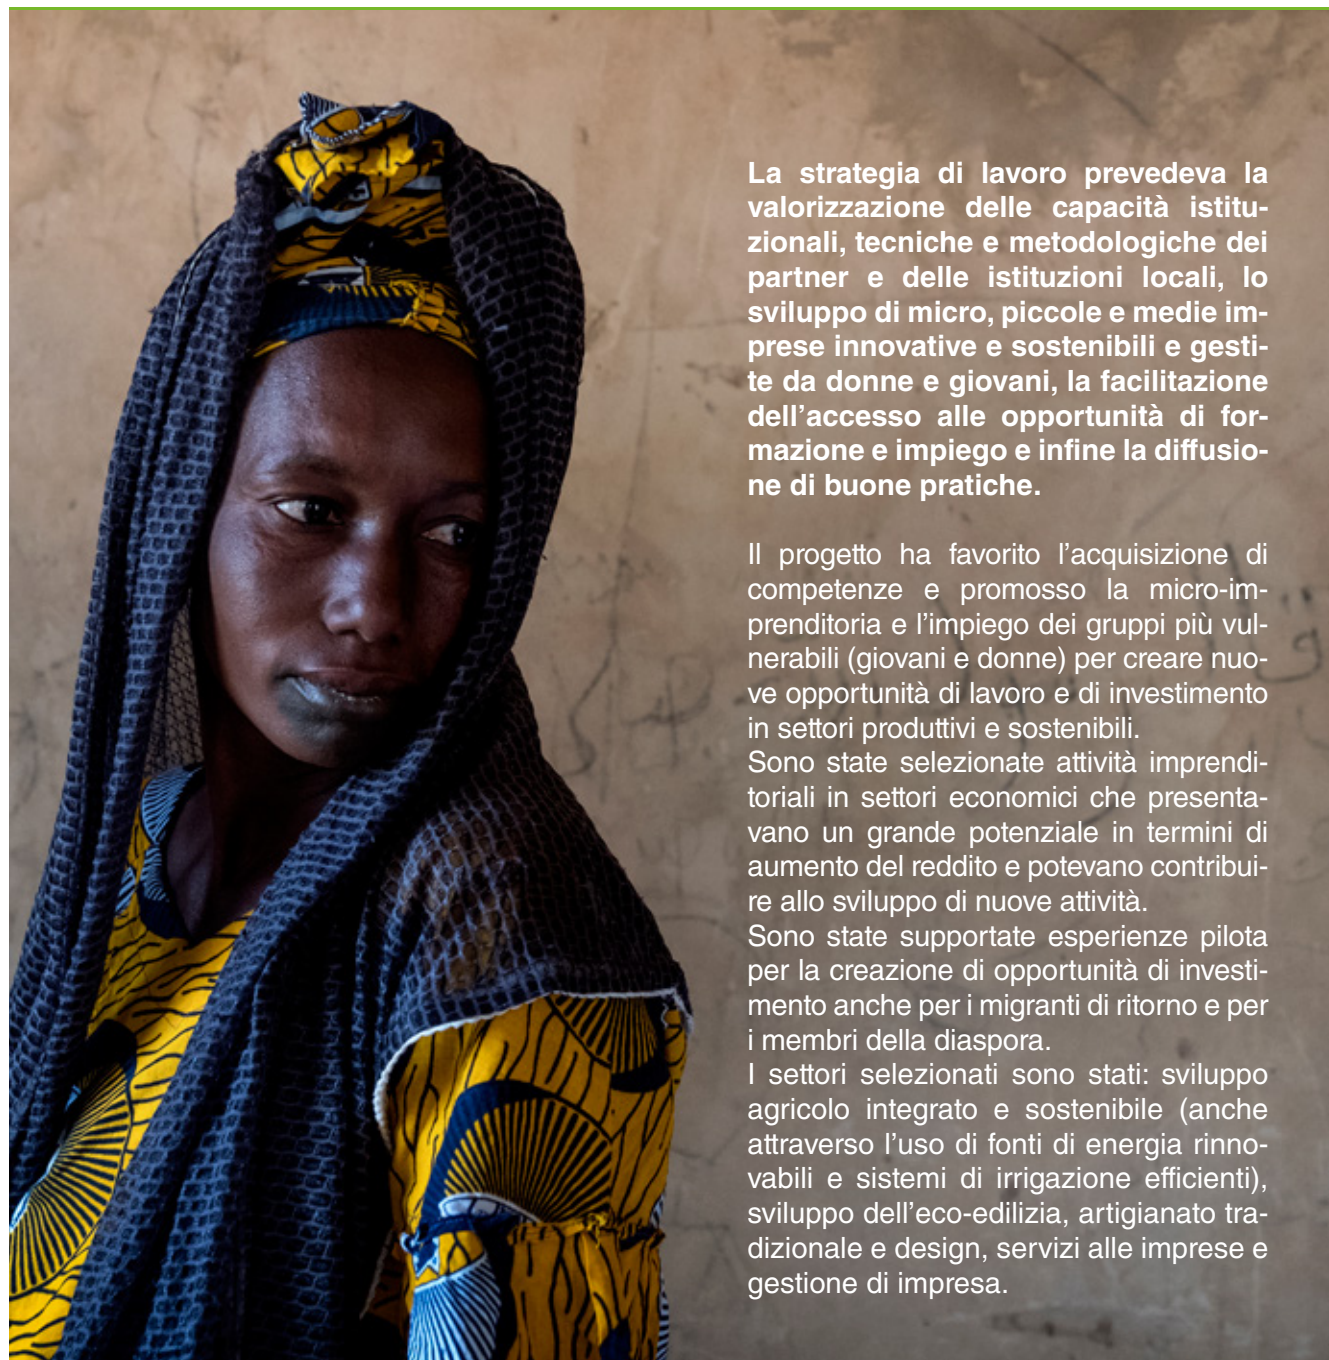 La strategia di lavoro prevedeva la
valorizzazione delle capacità istitu-
zionali, tecniche e metodologiche dei
partner e delle istituzioni locali, lo
sviluppo di micro, piccole e medie im-
prese innovative e sostenibili e gesti-
te da donne e giovani, la facilitazione
dell’accesso alle opportunità di for-
mazione e impiego e infine la diffusio-
ne di buone pratiche.
Il progetto ha favorito l’acquisizione di
competenze e promosso la micro-im-
prenditoria e l’impiego dei gruppi più vul-
nerabili (giovani e donne) per creare nuo-
ve opportunità di lavoro e di investimento
in settori produttivi e sostenibili.
Sono state selezionate attività imprendi-
toriali in settori economici che presenta-
vano un grande potenziale in termini di
aumento del reddito e potevano contribui-
re allo sviluppo di nuove attività.
Sono state supportate esperienze pilota
per la creazione di opportunità di investi-
mento anche per i migranti di ritorno e per
i membri della diaspora.
I settori selezionati sono stati: sviluppo
agricolo integrato e sostenibile (anche
attraverso l’uso di fonti di energia rinno-
vabili e sistemi di irrigazione efficienti),
sviluppo dell’eco-edilizia, artigianato tra-
dizionale e design, servizi alle imprese e
gestione di impresa.